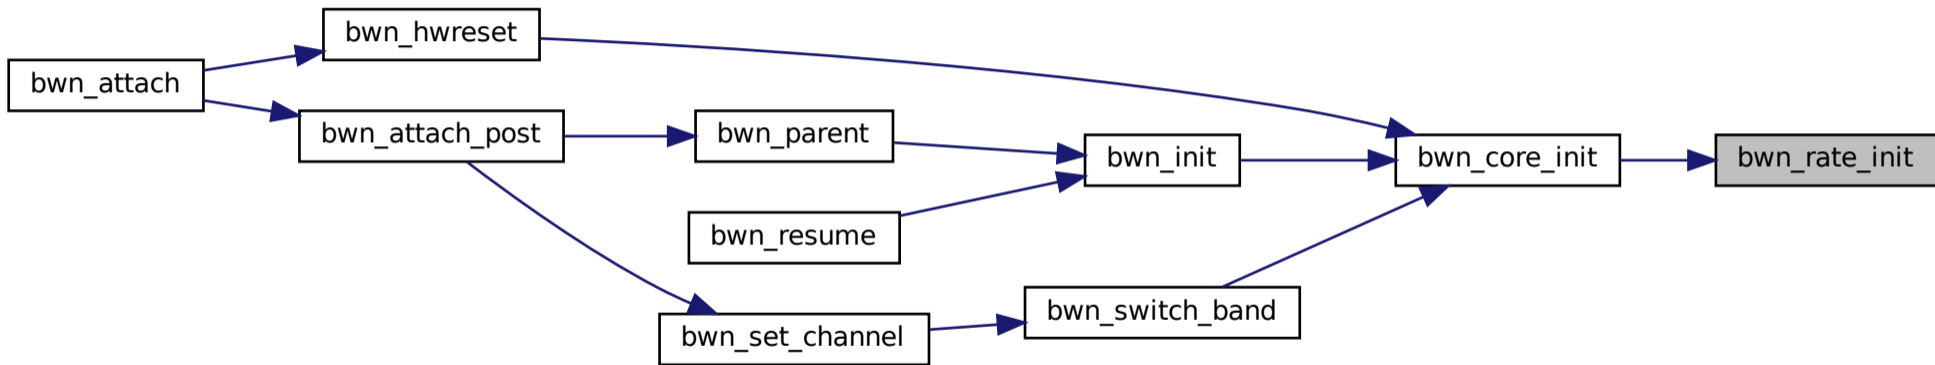 bwn_hwreset
bwn_attach
bwn_attach_post
bwn_parent
bwn_init
bwn_core_init
bwn_rate_init
bwn_resume
bwn_switch_band
bwn_set_channel